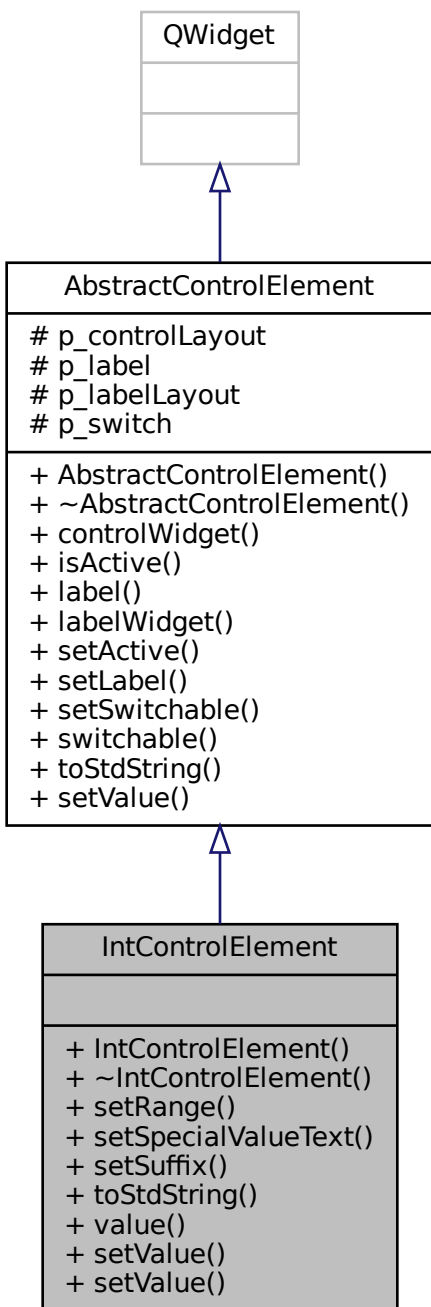 QWidget
AbstractControlElement
# p_controlLayout
# p_label
# p_labelLayout
# p_switch
+ AbstractControlElement()
+ ~AbstractControlElement()
+ controlWidget()
+ isActive()
+ label()
+ labelWidget()
+ setActive()
+ setLabel()
+ setSwitchable()
+ switchable()
+ toStdString()
+ setValue()
IntControlElement
+ IntControlElement()
+ ~IntControlElement()
+ setRange()
+ setSpecialValueText()
+ setSuffix()
+ toStdString()
+ value()
+ setValue()
+ setValue()